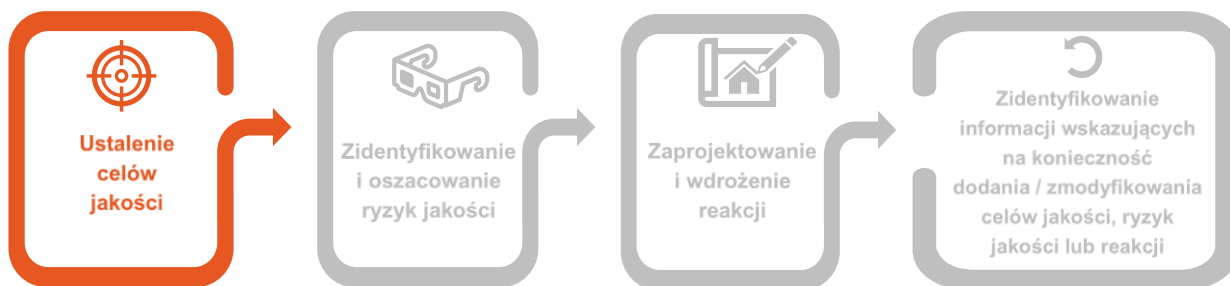 Ustalenie
celów
jakości
Zidentyfikowanie
i oszacowanie
ryzyk jakości
Zaprojektowanie
i wdrożenie
reakcji
Zidentyfikowanie
informacji wskazujących
na konieczność
dodania / zmodyfikowania
celów jakości, ryzyk
jakości lub reakcji